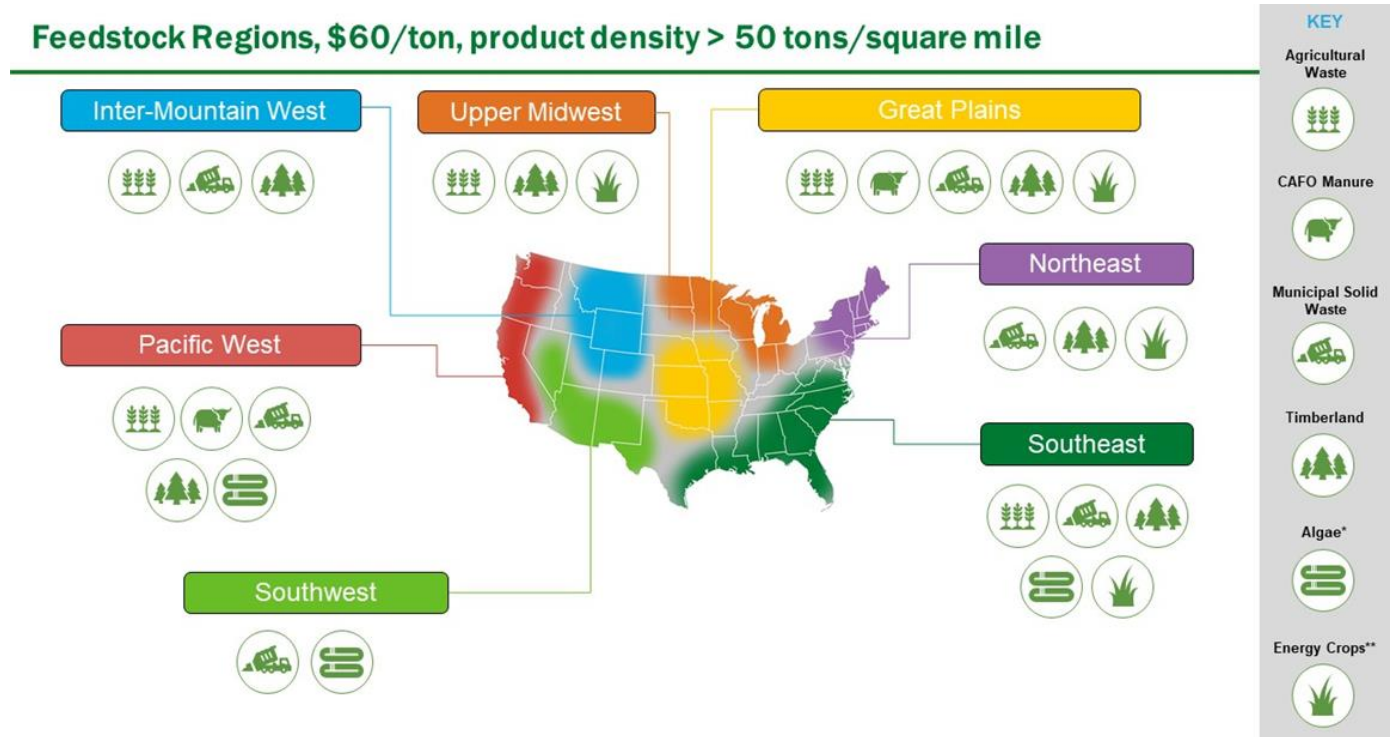 Feedstock Regions, $60/ton, product density > 50 tons/square mile
Inter-Mountain West
Upper Midwest
Great Plains
Northeast
Pacific West
Southeast
Southwest
KEY
Agricultural
Waste
CAFO Manure
Municipal Solid
Waste
Timberland
Algae*
Energy Crops**